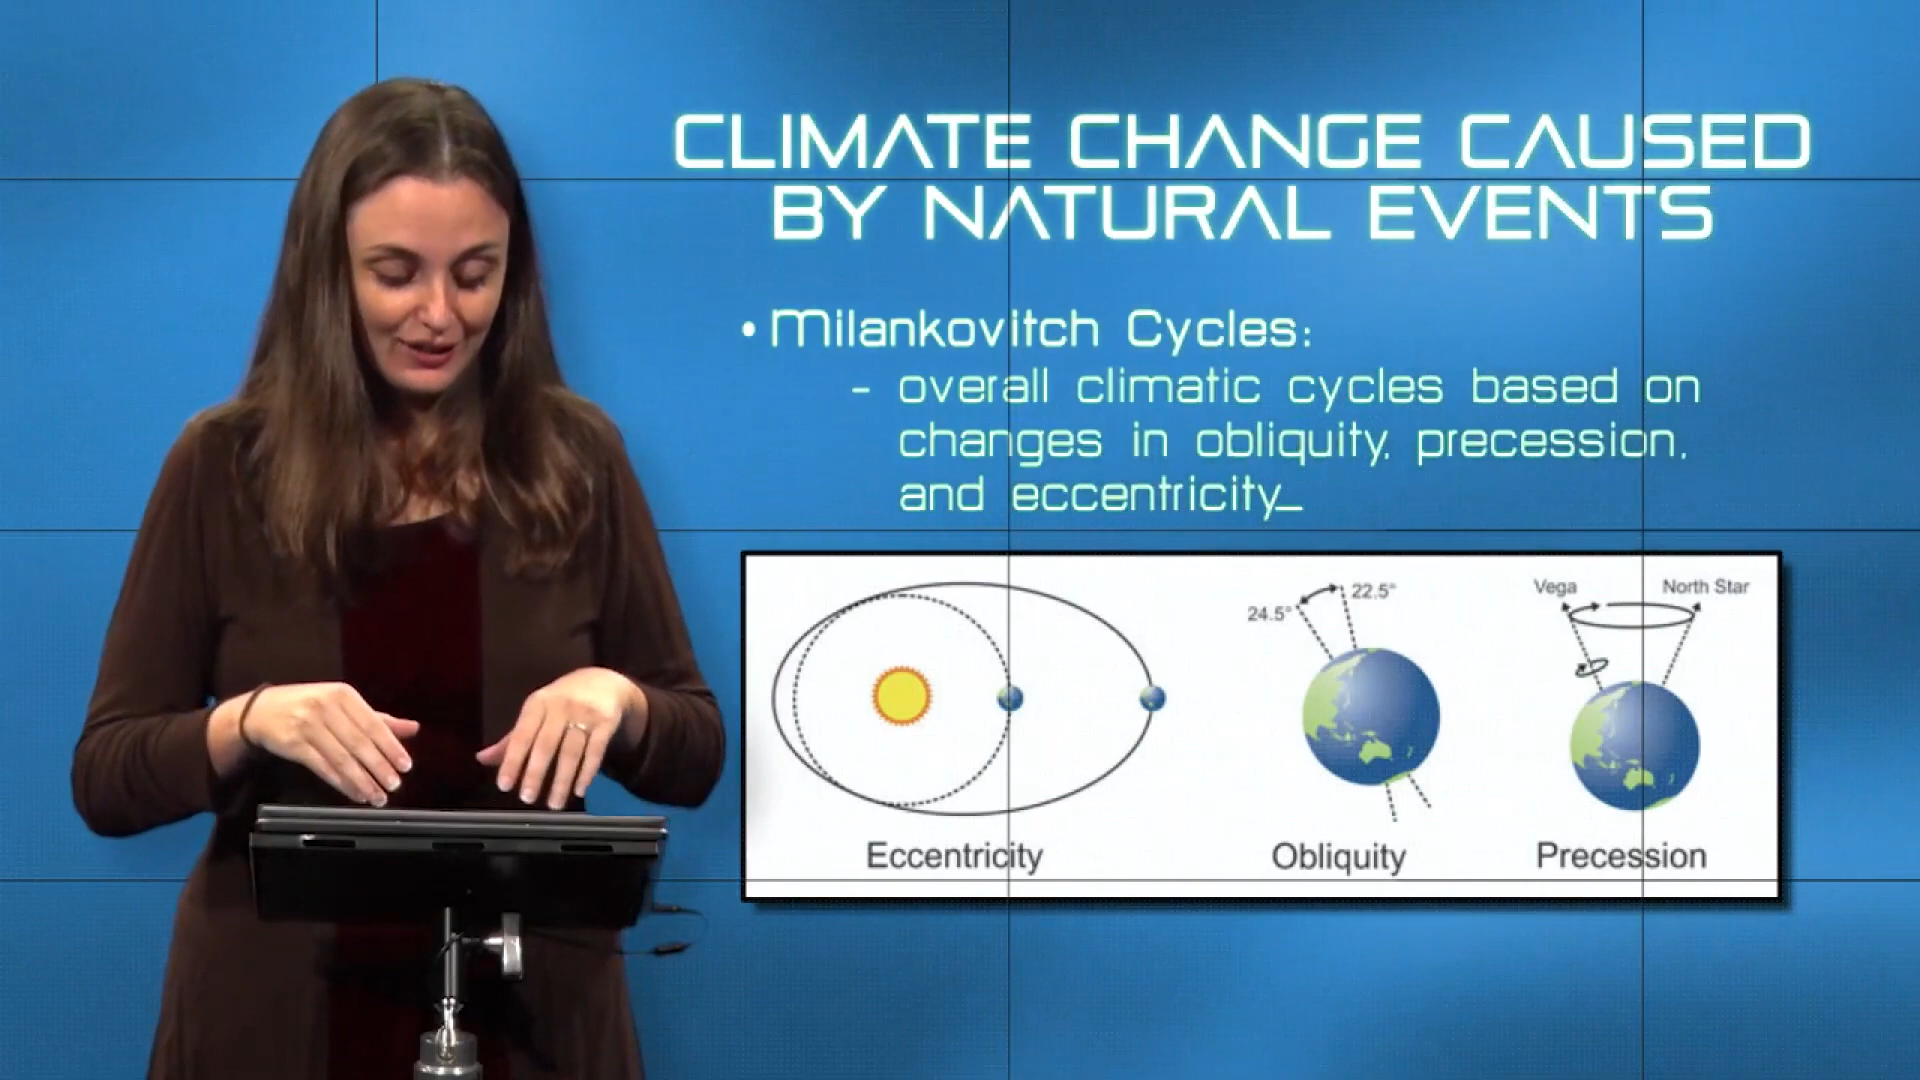 CLIMATE CHANGE CAUSED
BY NATURAL EVENTS
• Milankovitch Cycles:
- overall climatic cycles based on
changes in obliquity, precession,
and eccentricity_
24.5° 22.5°
Vega North Star
Eccentricity Obliquity Precession